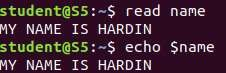 student@S5:~$ read name
MY NAME IS HARDIN
student@S5:~$ echo $name
MY NAME IS HARDIN